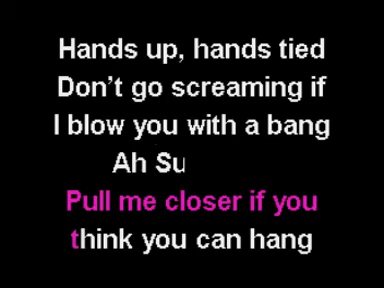 Hands up, hands tied
Don't go screaming if
I blow you with a bang
Ah Su
Pull me closer if you
think you can hang